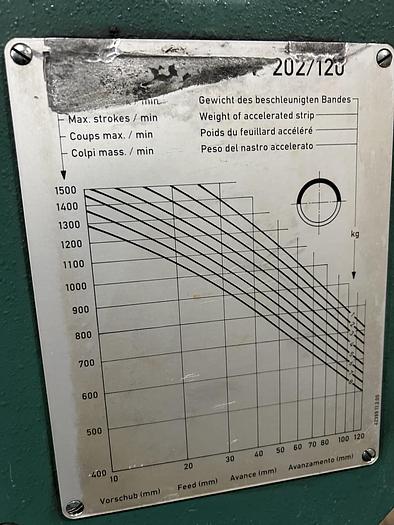 202/120
/ min
Max. strokes / min
Coups max. / min
Colpi mass. / min
Gewicht des beschleunigten Bandes
Weight of accelerated strip
Poids du feuillard accéléré
Peso del nastro accelerato
kg
1500
1400
1300
1200
1100
1000
900
800
700
600
500
400
10 20 30 40 50 60 70 80 100 120
Vorschub (mm) Feed (mm) Avance (mm) Avanzamento (mm)